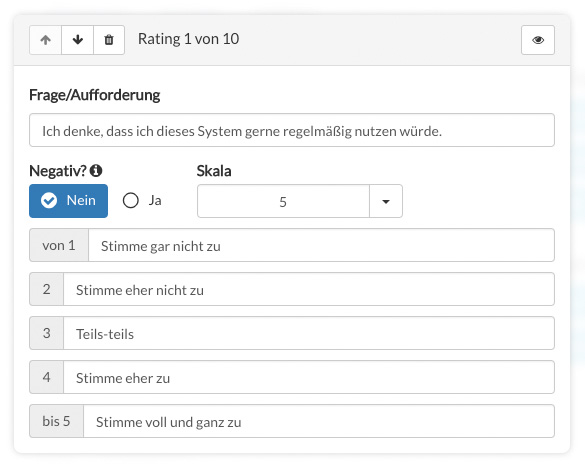 Rating 1 von 10
Frage/Aufforderung
Ich denke, dass ich dieses System gerne regelmäßig nutzen würde.
Negativ? Skala
Nein Ja 5
von 1 Stimme gar nicht zu
2 Stimme eher nicht zu
3 Teils-teils
4 Stimme eher zu
bis 5 Stimme voll und ganz zu